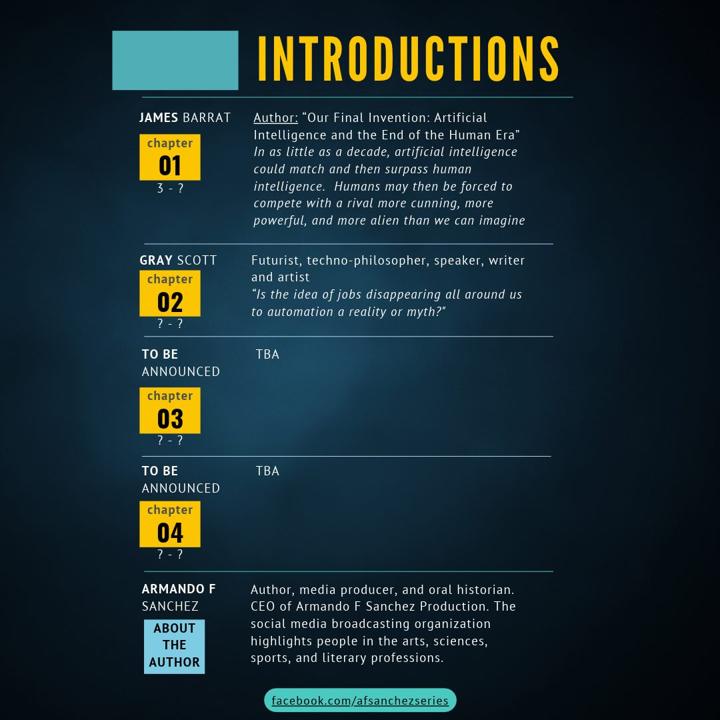 INTRODUCTIONS
JAMES BARRAT
chapter
01
3 - ?
Author: “Our Final Invention: Artificial
Intelligence and the End of the Human Era”
In as little as a decade, artificial intelligence
could match and then surpass human
intelligence. Humans may then be forced to
compete with a rival more cunning, more
powerful, and more alien than we can imagine
GRAY SCOTT
chapter
02
? - ?
Futurist, techno-philosopher, speaker, writer
and artist
“Is the idea of jobs disappearing all around us
to automation a reality or myth?"
TO BE
ANNOUNCED
chapter
03
? - ?
TBA
TO BE
ANNOUNCED
chapter
04
? - ?
TBA
ARMANDO F
SANCHEZ
ABOUT
THE
AUTHOR
Author, media producer, and oral historian.
CEO of Armando F Sanchez Production. The
social media broadcasting organization
highlights people in the arts, sciences,
sports, and literary professions.
facebook.com/afsanchezseries